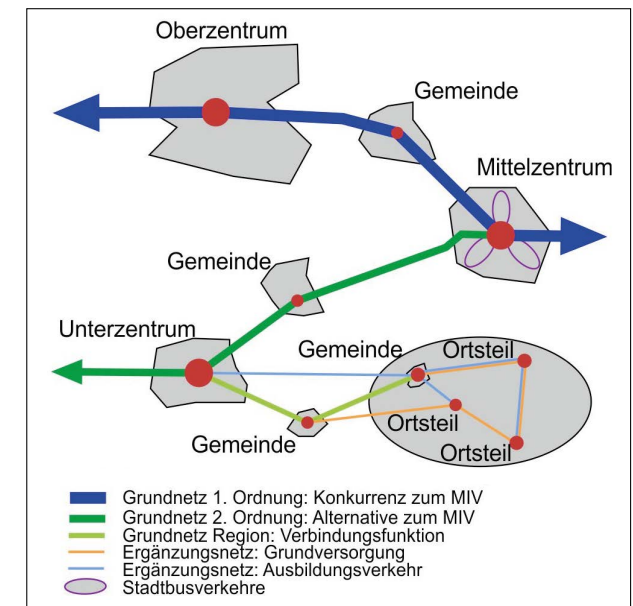 Oberzentrum
Gemeinde
Mittelzentrum
Gemeinde
Unterzentrum
Gemeinde
Ortsteil
Ortsteil
Gemeinde
Ortsteil
Grundnetz 1. Ordnung: Konkurrenz zum MIV
Grundnetz 2. Ordnung: Alternative zum MIV
Grundnetz Region: Verbindungsfunktion
Ergänzungsnetz: Grundversorgung
Ergänzungsnetz: Ausbildungsverkehr
Stadtbusverkehre